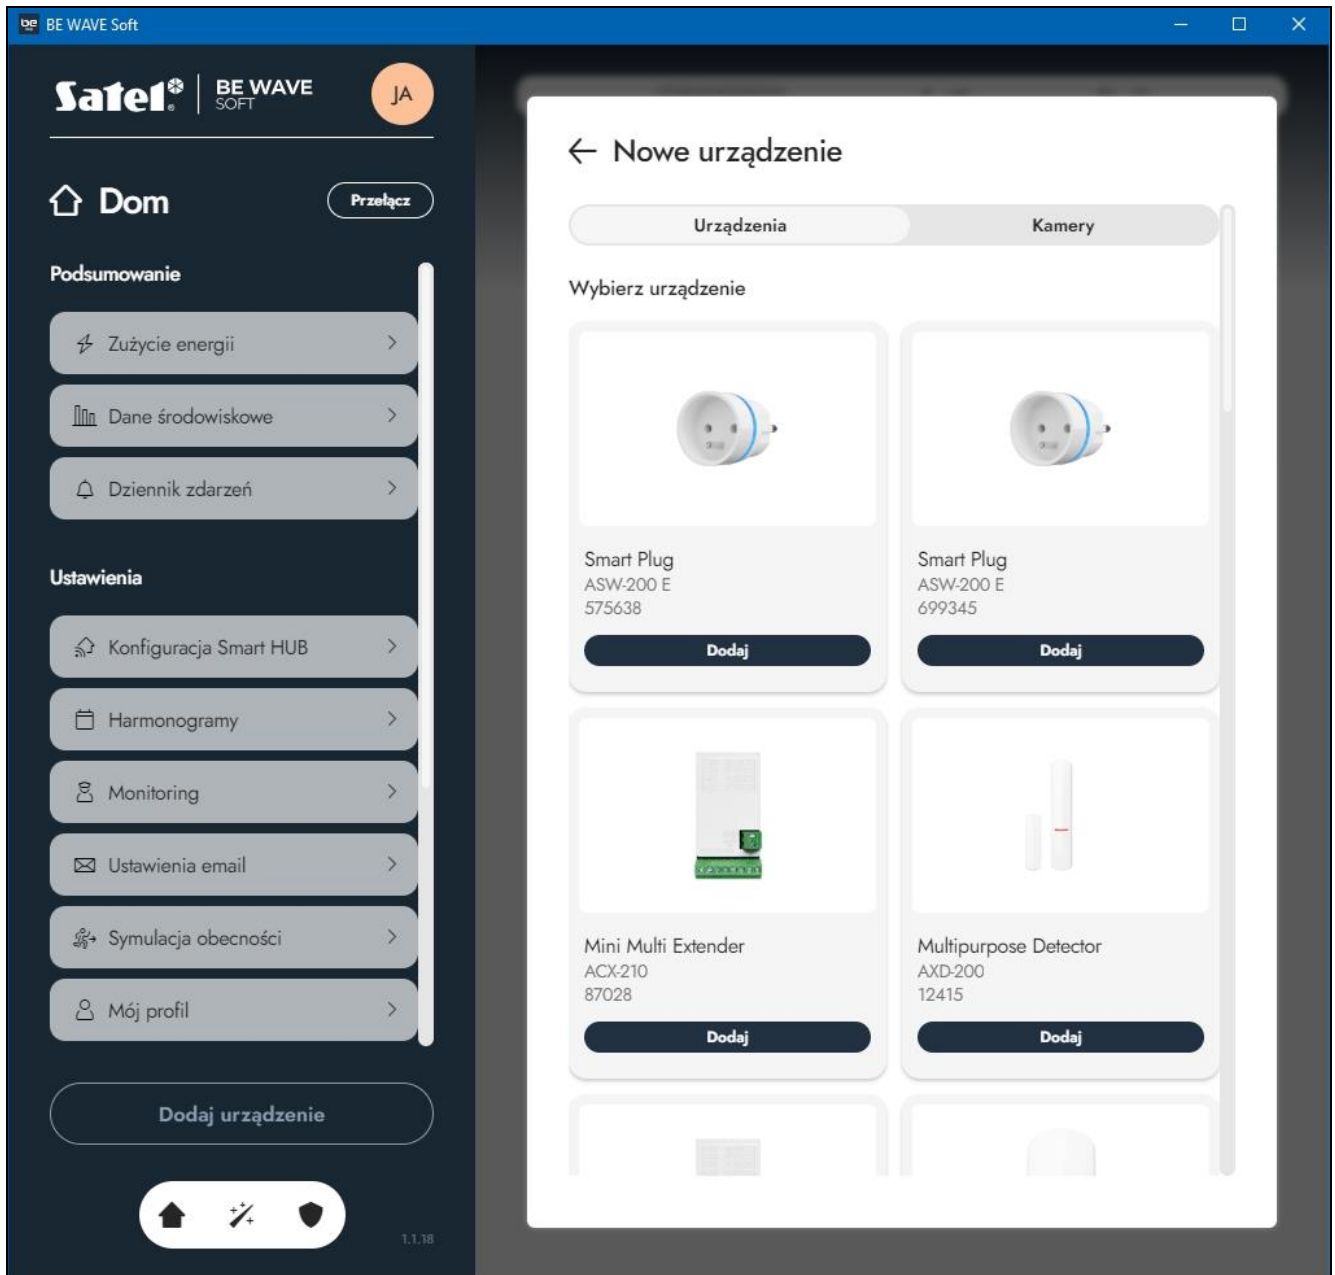 be BE WAVE Soft
Satel® BE WAVE
SOFT
JA
Dom
Przełącz
Podsumowanie
Zużycie energii
Dane środowiskowe
Dziennik zdarzeń
Ustawienia
Konfiguracja Smart HUB
Harmonogramy
Monitoring
Ustawienia email
Symulacja obecności
Mój profil
Dodaj urządzenie
1.1.18
Nowe urządzenie
Urządzenia
Kamery
Wybierz urządzenie
Smart Plug
ASW-200 E
575638
Dodaj
Smart Plug
ASW-200 E
699345
Dodaj
Mini Multi Extender
ACX-210
87028
Dodaj
Multipurpose Detector
AXD-200
12415
Dodaj